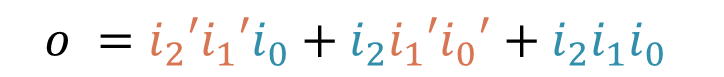 o = i₂′i₁′i₀ + i₂i₁′i₀′ + i₂i₁i₀